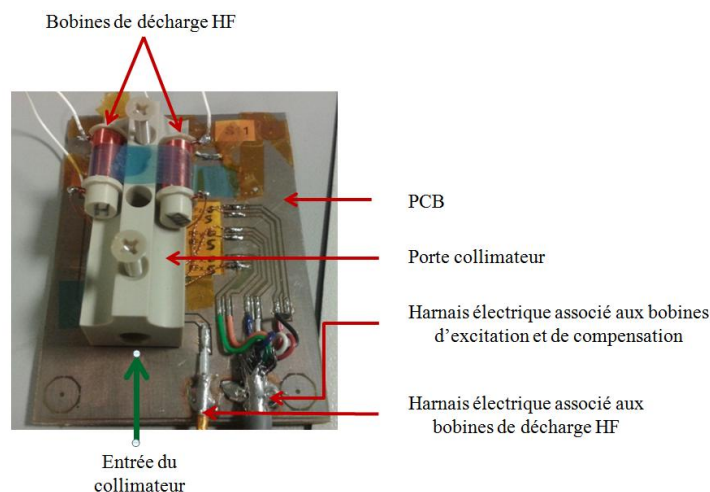 Bobines de décharge HF
S:1
PCB
Porte collimateur
Harnais électrique associé aux bobines
d'excitation et de compensation
Harnais électrique associé aux
bobines de décharge HF
Entrée du
collimateur